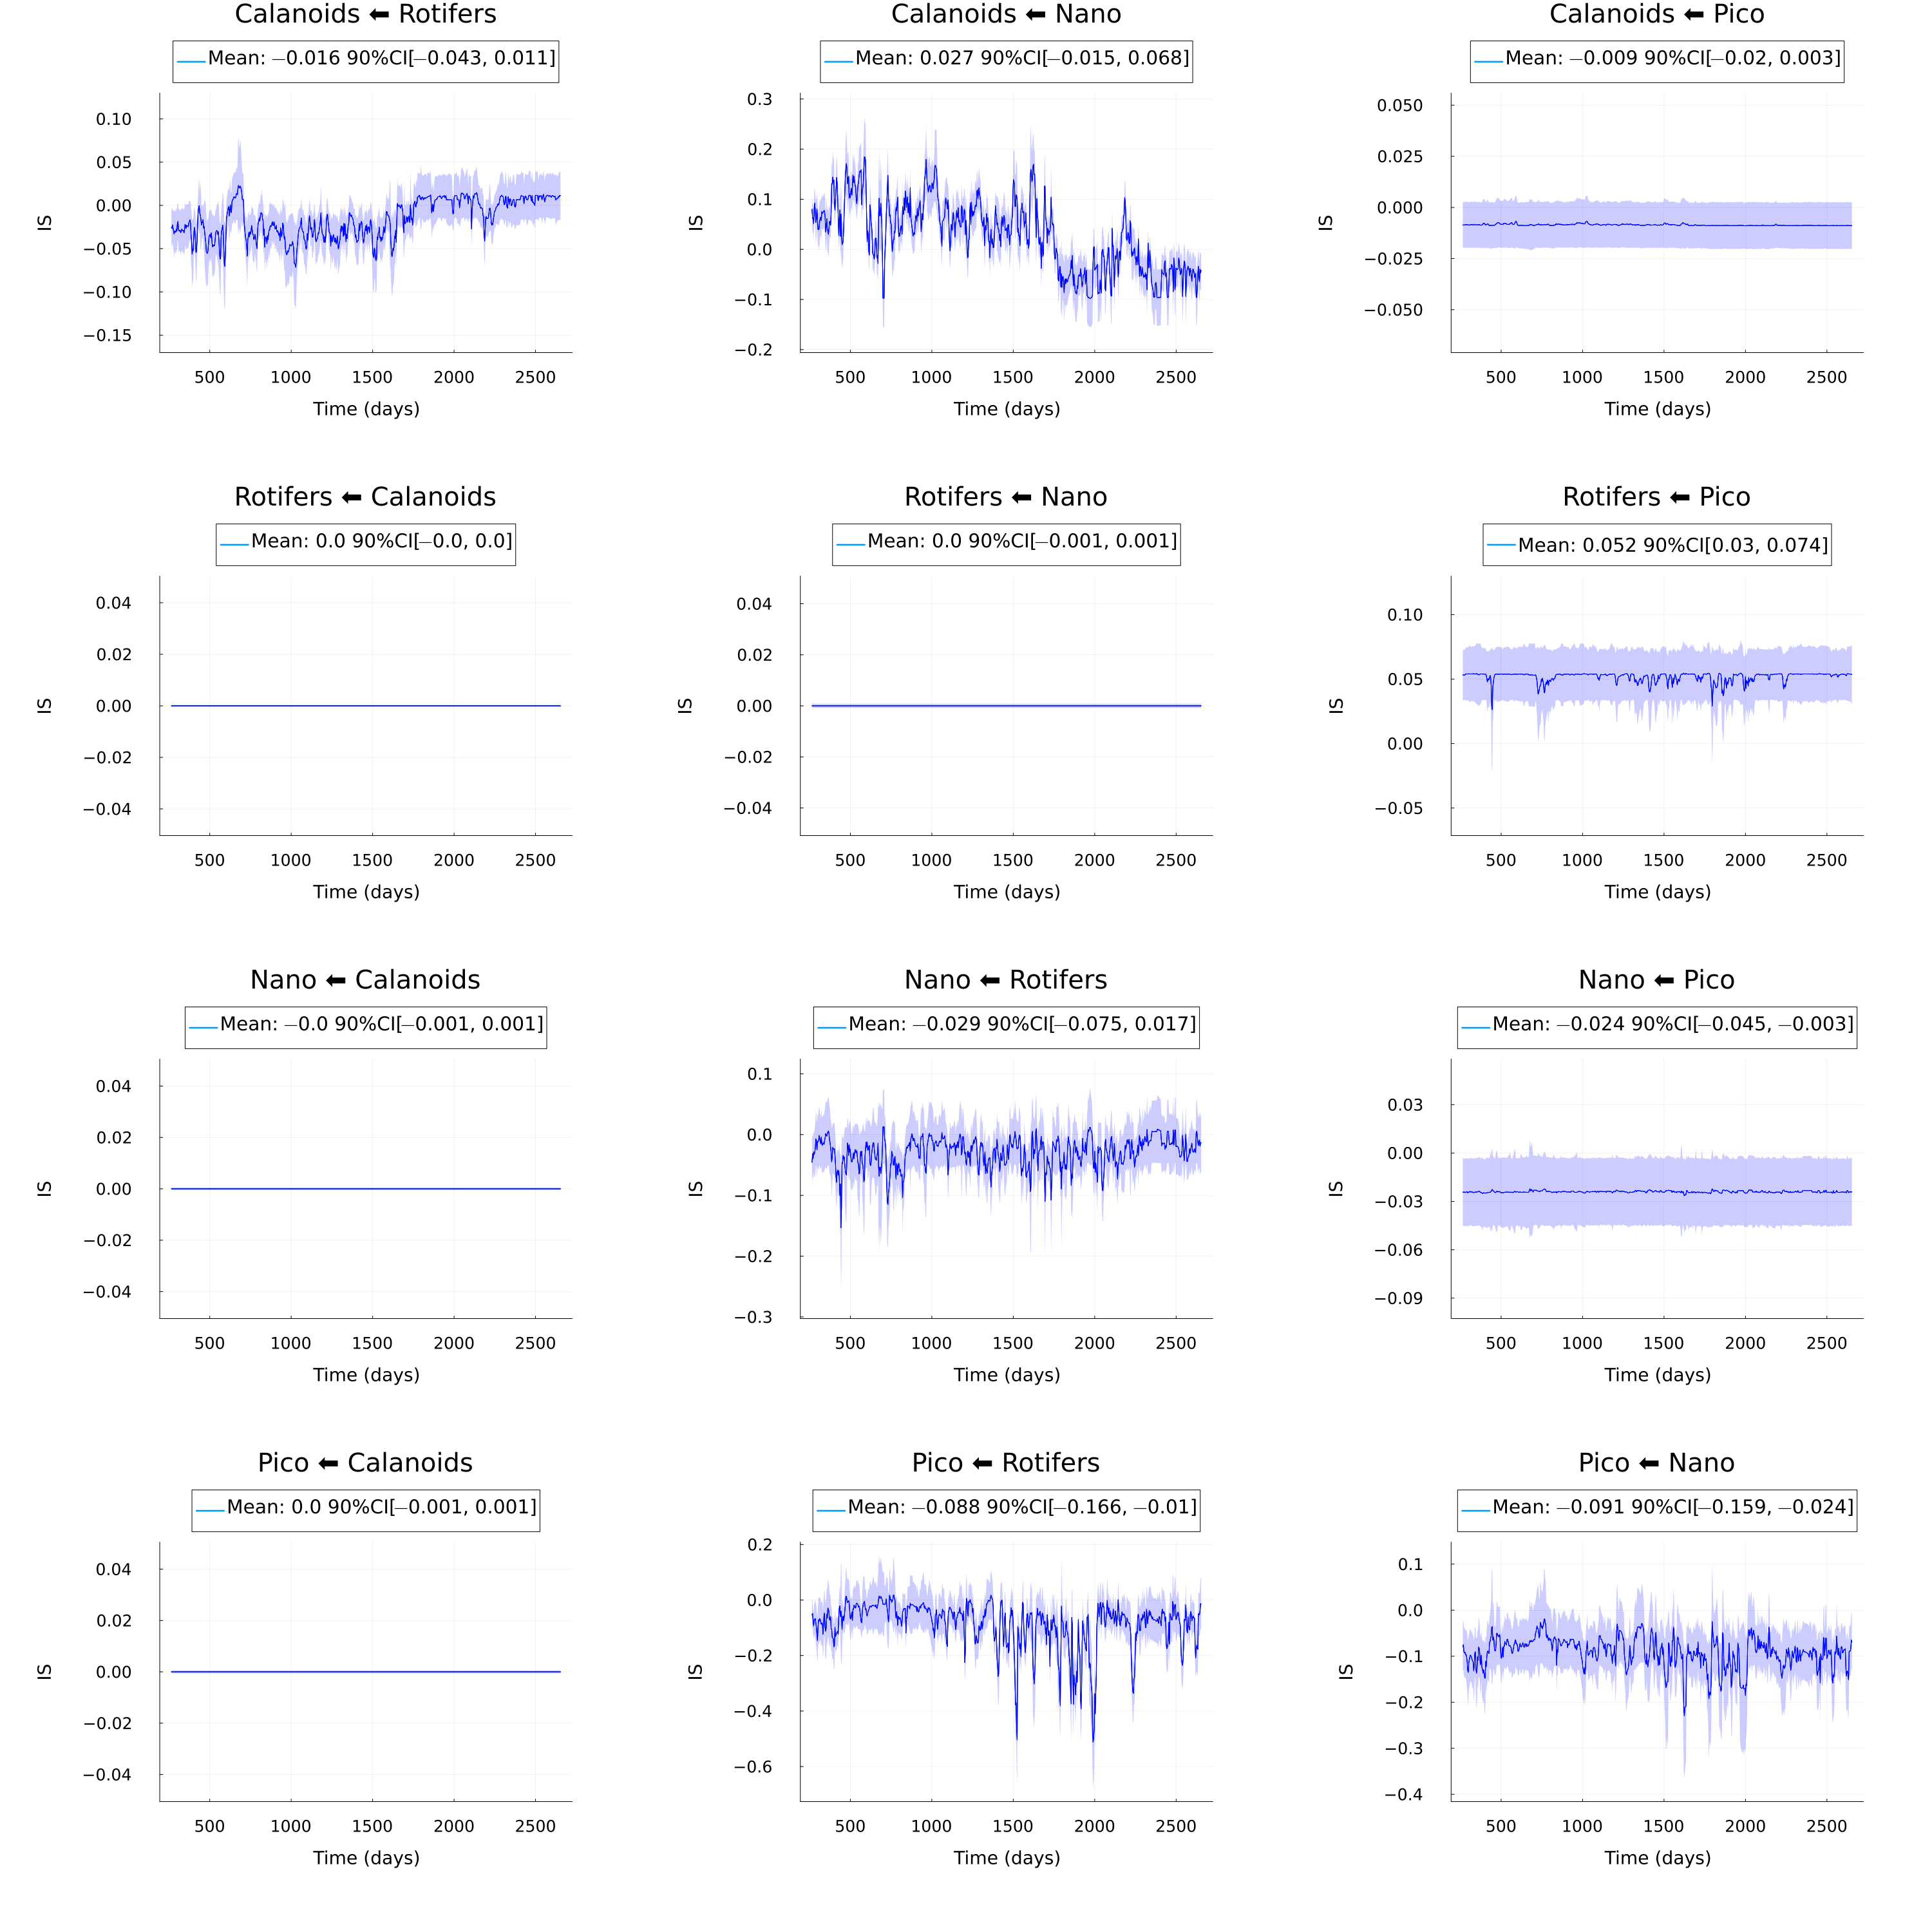 Calanoids ⬅ Rotifers
Mean: −0.016 90%CI[−0.043, 0.011]
0.10
0.05
0.00
−0.05
−0.10
−0.15
IS
500 1000 1500 2000 2500
Time (days)
Calanoids ⬅ Nano
Mean: 0.027 90%CI[−0.015, 0.068]
0.3
0.2
0.1
0.0
−0.1
−0.2
IS
500 1000 1500 2000 2500
Time (days)
Calanoids ⬅ Pico
Mean: −0.009 90%CI[−0.02, 0.003]
0.050
0.025
0.000
−0.025
−0.050
IS
500 1000 1500 2000 2500
Time (days)
Rotifers ⬅ Calanoids
Mean: 0.0 90%CI[−0.0, 0.0]
0.04
0.02
0.00
−0.02
−0.04
IS
500 1000 1500 2000 2500
Time (days)
Rotifers ⬅ Nano
Mean: 0.0 90%CI[−0.001, 0.001]
0.04
0.02
0.00
−0.02
−0.04
IS
500 1000 1500 2000 2500
Time (days)
Rotifers ⬅ Pico
Mean: 0.052 90%CI[0.03, 0.074]
0.10
0.05
0.00
−0.05
IS
500 1000 1500 2000 2500
Time (days)
Nano ⬅ Calanoids
Mean: −0.0 90%CI[−0.001, 0.001]
0.04
0.02
0.00
−0.02
−0.04
IS
500 1000 1500 2000 2500
Time (days)
Nano ⬅ Rotifers
Mean: −0.029 90%CI[−0.075, 0.017]
0.1
0.0
−0.1
−0.2
−0.3
IS
500 1000 1500 2000 2500
Time (days)
Nano ⬅ Pico
Mean: −0.024 90%CI[−0.045, −0.003]
0.03
0.00
−0.03
−0.06
−0.09
IS
500 1000 1500 2000 2500
Time (days)
Pico ⬅ Calanoids
Mean: 0.0 90%CI[−0.001, 0.001]
0.04
0.02
0.00
−0.02
−0.04
IS
500 1000 1500 2000 2500
Time (days)
Pico ⬅ Rotifers
Mean: −0.088 90%CI[−0.166, −0.01]
0.2
0.0
−0.2
−0.4
−0.6
IS
500 1000 1500 2000 2500
Time (days)
Pico ⬅ Nano
Mean: −0.091 90%CI[−0.159, −0.024]
0.1
0.0
−0.1
−0.2
−0.3
−0.4
IS
500 1000 1500 2000 2500
Time (days)